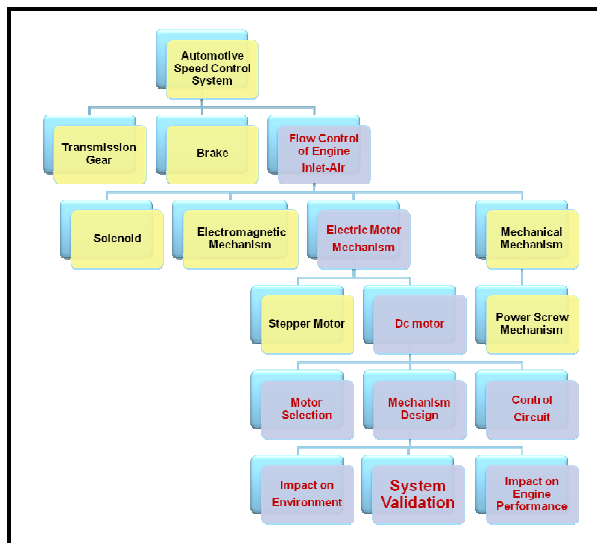 Automotive
Speed Control
System
Transmission
Gear
Brake
Flow Control
of Engine
Inlet-Air
Solenoid
Electromagnetic
Mechanism
Electric Motor
Mechanism
Mechanical
Mechanism
Stepper Motor
Dc motor
Power Screw
Mechanism
Motor
Selection
Mechanism
Design
Control
Circuit
Impact on
Environment
System
Validation
Impact on
Engine
Performance